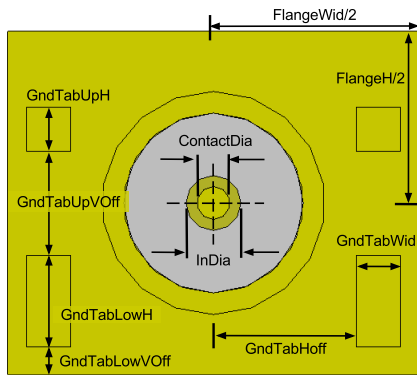 FlangeWid/2
FlangeH/2
GndTabUpH
ContactDia
GndTabUpVOff
GndTabWid
InDia
GndTabLowH
GndTabHoff
GndTabLowVOff